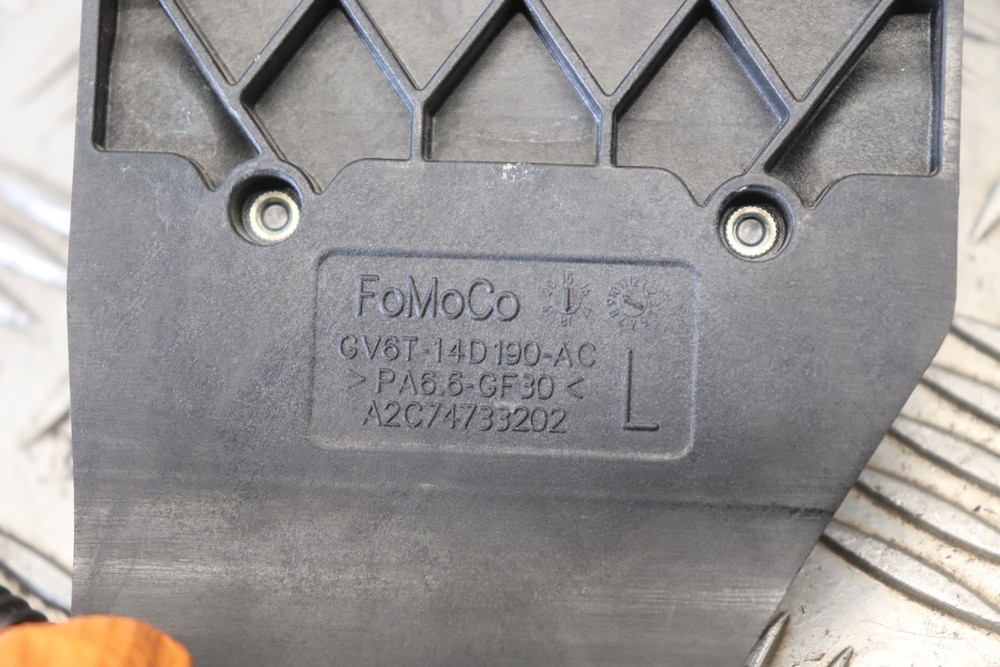 FoMoCo
GV6T-14D190-AC
>PA6.6-GF30<
A2C74733202
L